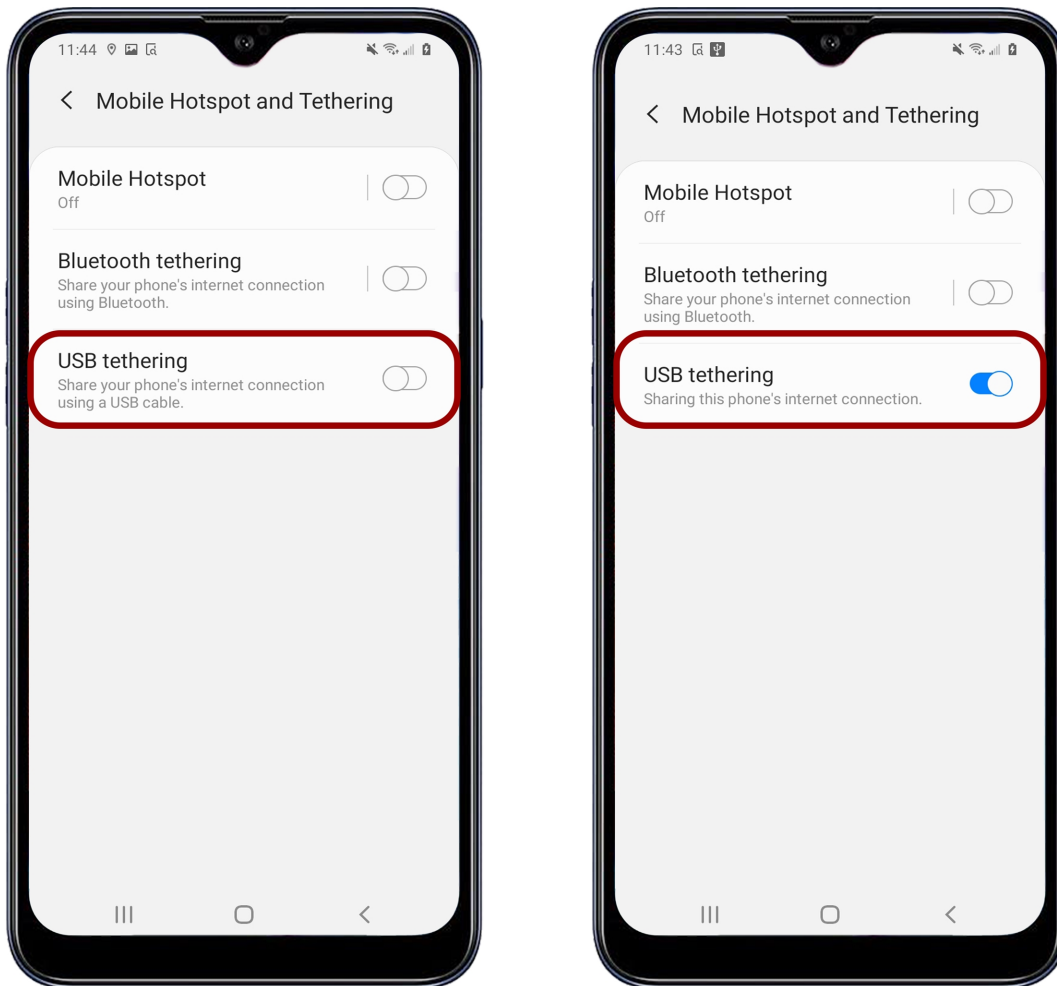 11:44
Mobile Hotspot and Tethering
Mobile Hotspot
Off
Bluetooth tethering
Share your phone's internet connection
using Bluetooth.
USB tethering
Share your phone's internet connection
using a USB cable.
11:43
Mobile Hotspot and Tethering
Mobile Hotspot
Off
Bluetooth tethering
Share your phone's internet connection
using Bluetooth.
USB tethering
Sharing this phone's internet connection.